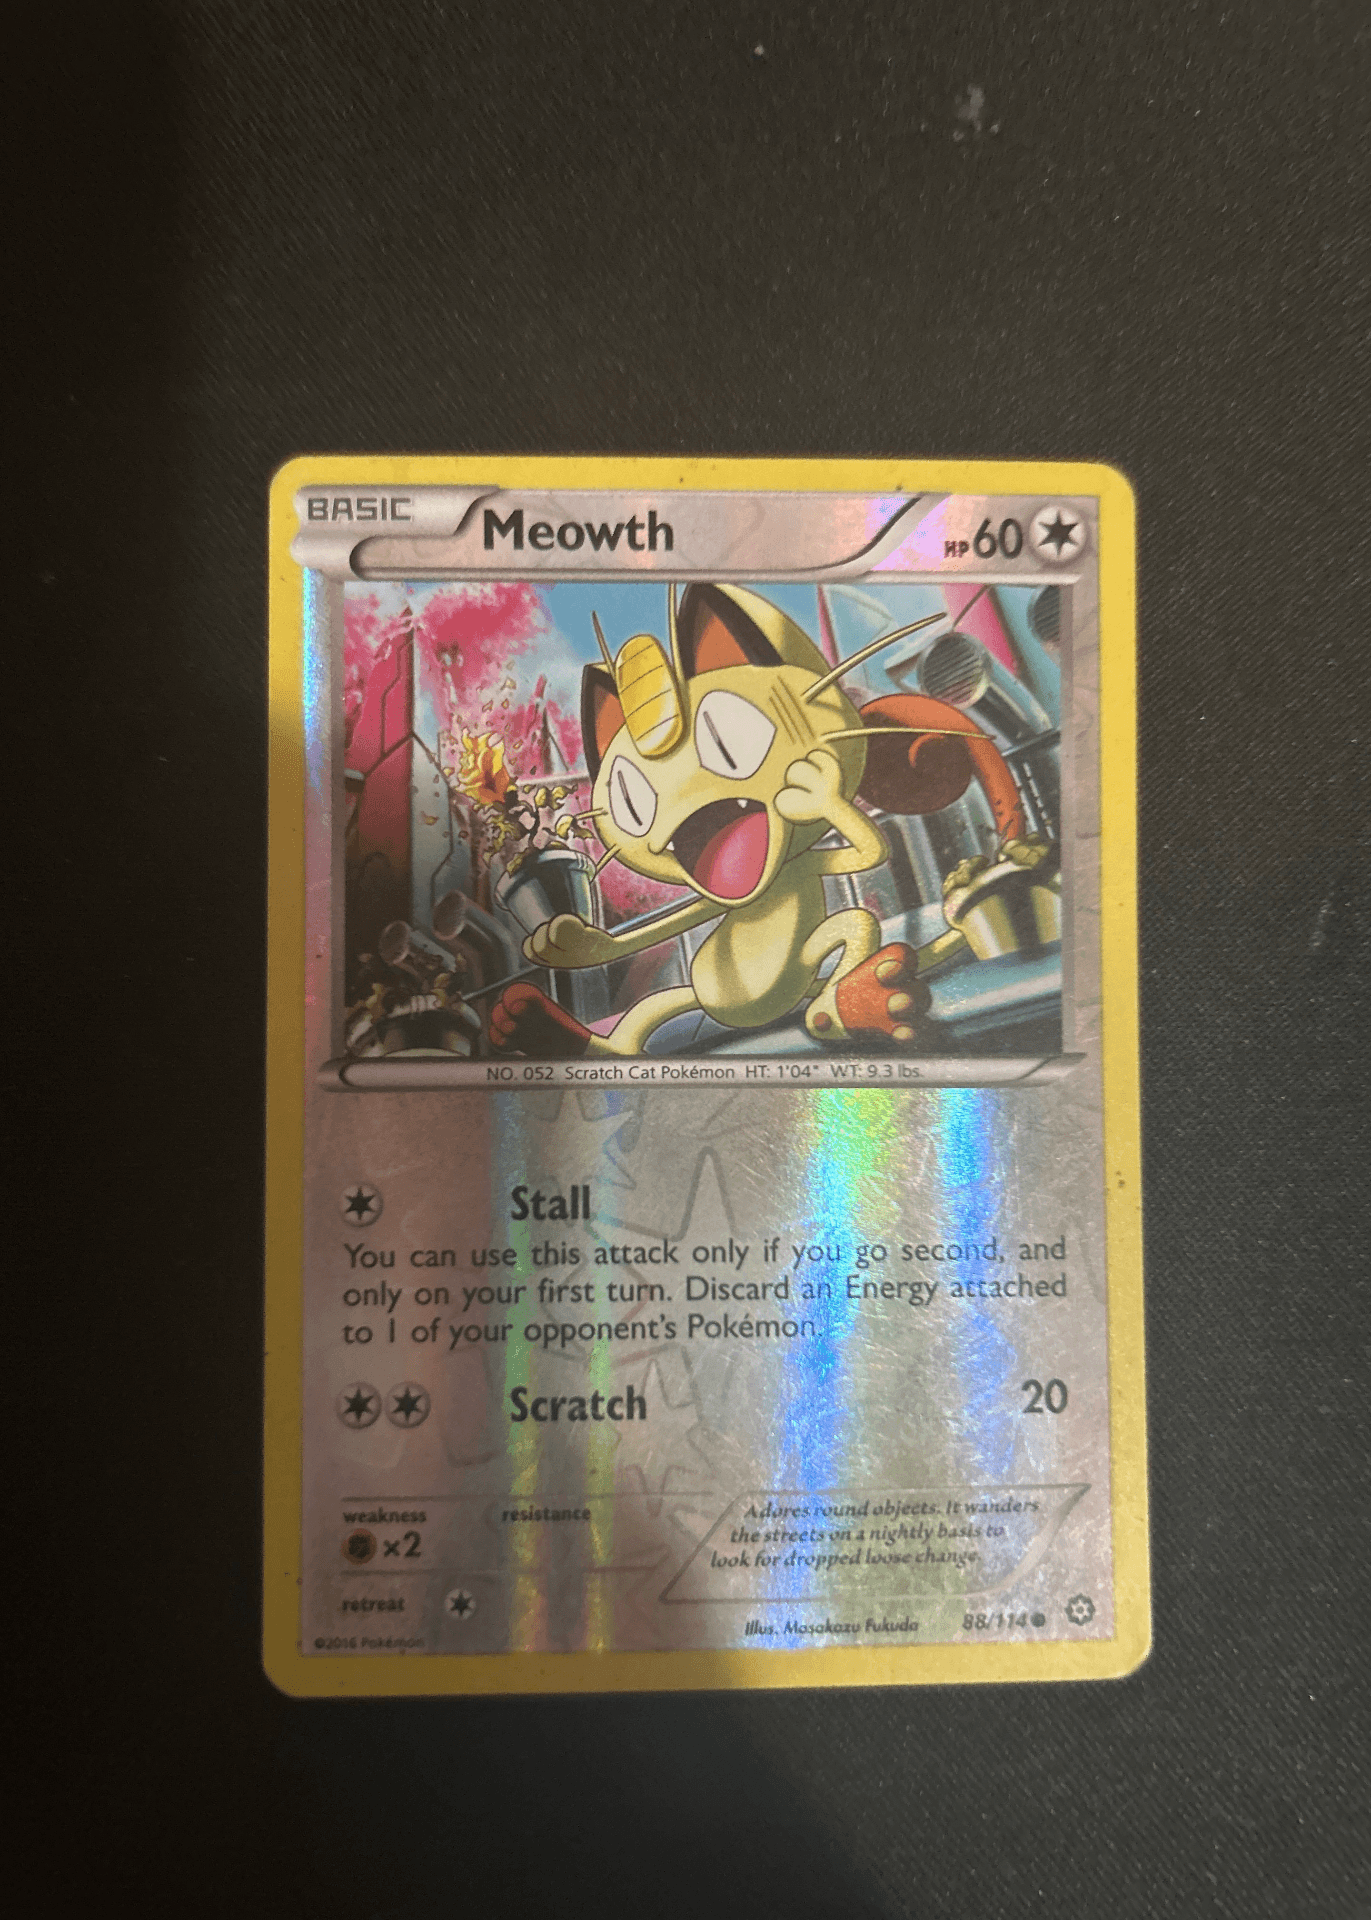 BASIC Meowth HP60
NO. 052 Scratch Cat Pokémon HT: 1'04" WT: 9.3 lbs.
Stall
You can use this attack only if you go second, and
only on your first turn. Discard an Energy attached
to 1 of your opponent's Pokémon.
Scratch 20
weakness resistance
×2
retreat
Adores round objects. It wanders
the streets on a nightly basis to
look for dropped loose change.
Illus. Masakazu Fukuda 88/114
©2016 Pokémon